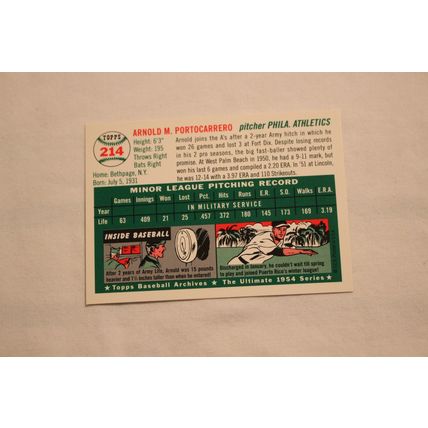 TOPPS
214
ARNOLD M. PORTOCARRERO pitcher PHILA. ATHLETICS
Height: 6'3"
Weight: 195
Throws Right
Bats Right
Home: Bethpage, N.Y.
Born: July 5, 1931
Arnold joins the A's after a 2-year Army hitch in which he
won 26 games and lost 3 at Fort Dix. Despite losing records
in his 2 pro seasons, the big fast-baller showed plenty of
promise. At West Palm Beach in 1950, he had a 9-11 mark, but
won his last 6 games and compiled a 2.20 ERA. In '51 at Lincoln,
he was 12-14 with a 3.97 ERA and 110 Strikeouts.
MINOR LEAGUE PITCHING RECORD
Games Innings Won Lost Pct. Hits Runs E.R. S.O. Walks E.R.A.
Year IN MILITARY SERVICE
Life 63 409 21 25 .457 372 180 145 253 169 3.19
INSIDE BASEBALL
After 2 years of Army Life, Arnold was 15 pounds
heavier and 1½ inches taller than when he entered!
Discharged in January, he couldn't wait till spring
to play and joined Puerto Rico's winter league!
Topps Baseball Archives • The Ultimate 1954 Series